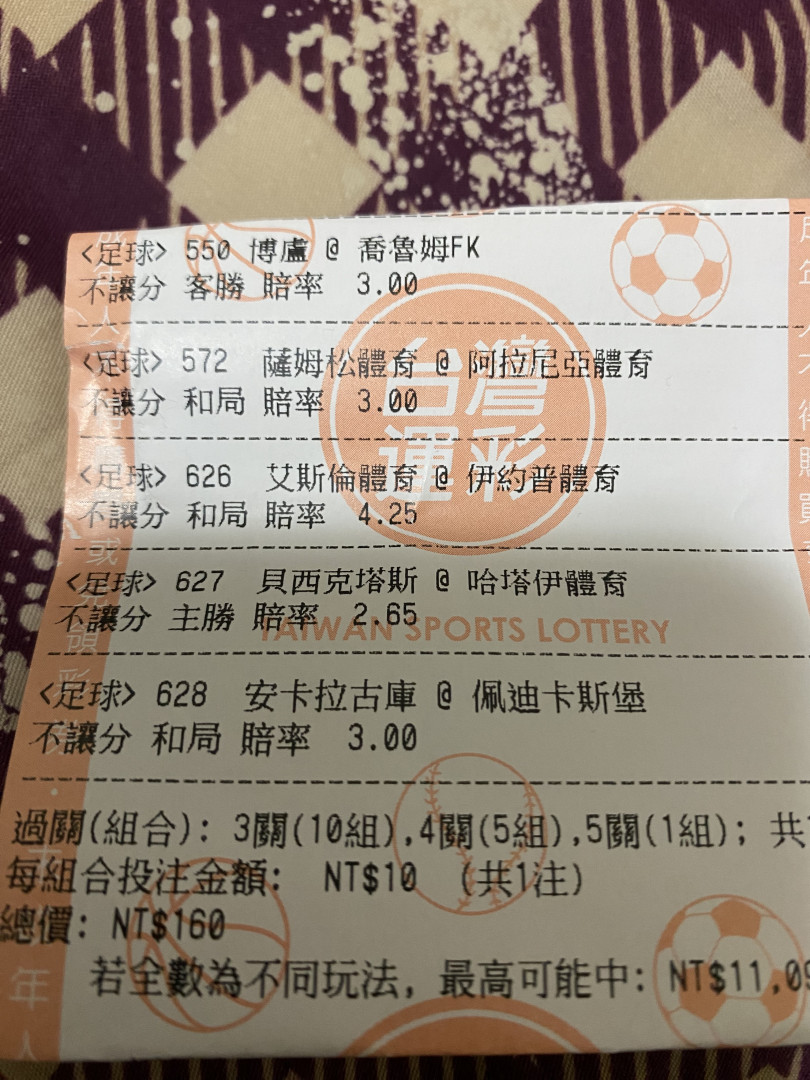 <足球> 550 博盧 @ 喬魯姆FK
不讓分 客勝 賠率 3.00
<足球> 572 薩姆松體育 @ 阿拉尼亞體育
不讓分 和局 賠率 3.00
<足球> 626 艾斯倫體育 @ 伊約普體育
不讓分 和局 賠率 4.25
<足球> 627 貝西克塔斯 @ 哈塔伊體育
不讓分 主勝 賠率 2.65
<足球> 628 安卡拉古庫 @ 佩迪卡斯堡
不讓分 和局 賠率 3.00
過關(組合): 3關(10組),4關(5組),5關(1組); 共
每組合投注金額: NT$10 (共1注)
總價: NT$160
若全數為不同玩法, 最高可能中: NT$11,09
台灣
運彩
TAIWAN SPORTS LOTTERY